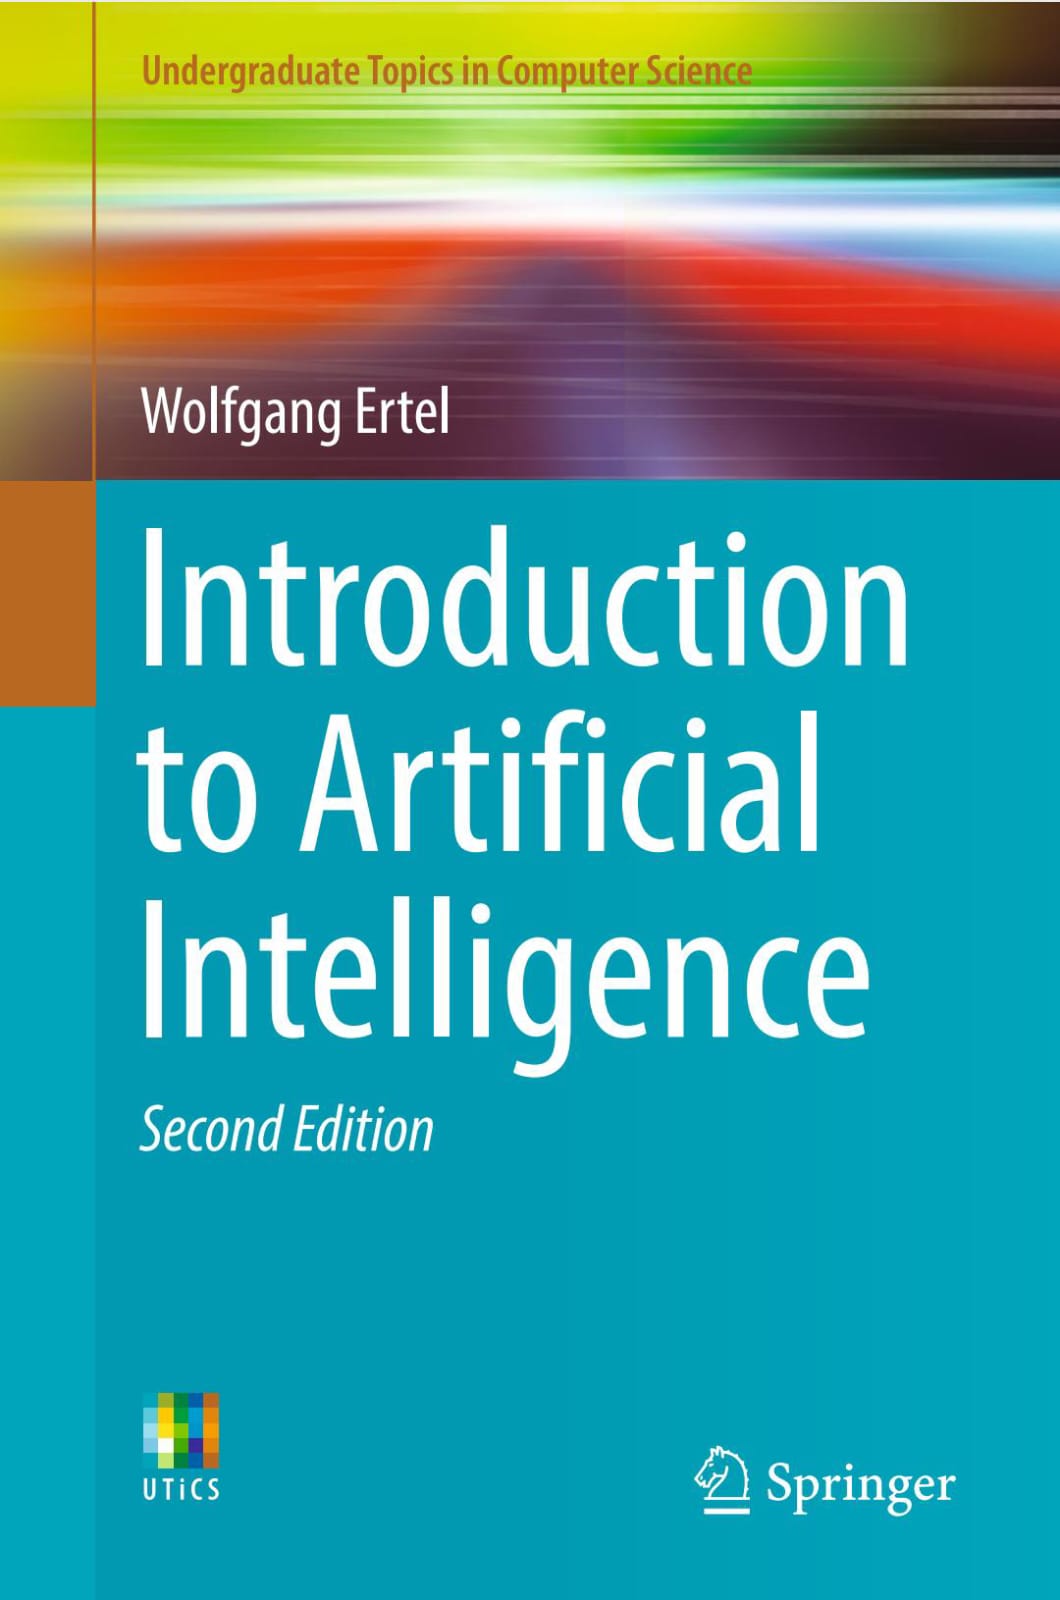 Undergraduate Topics in Computer Science
Wolfgang Ertel
Introduction
to Artificial
Intelligence
Second Edition
UTiCS
Springer